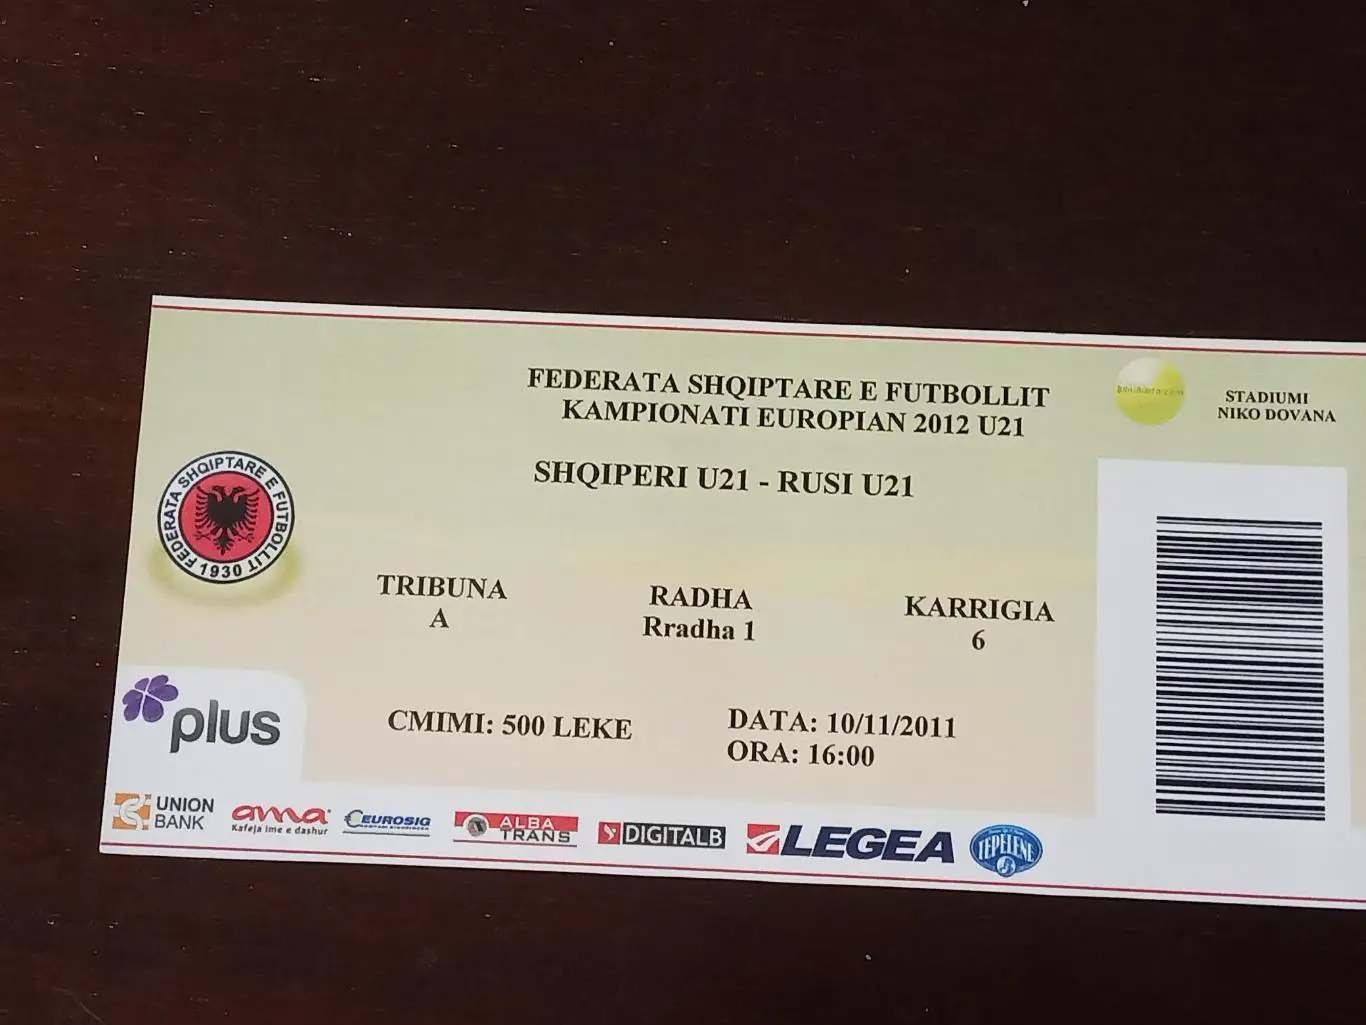 FEDERATA SHQIPTARE E FUTBOLLIT
KAMPIONATI EUROPIAN 2012 U21
SHQIPERI U21 - RUSI U21
STADIUMI
NIKO DOVANA
FEDERATA SHQIPTARE E FUTBOLLIT
1930
TRIBUNA
A
RADHA
Rradha 1
KARRIGIA
6
plus
CMIMI: 500 LEKE
DATA: 10/11/2011
ORA: 16:00
UNION
BANK
ama
Kafeja ime e dashur
EUROSIG
ALBA
TRANS
DIGITALB
LEGEA
TEPELENE